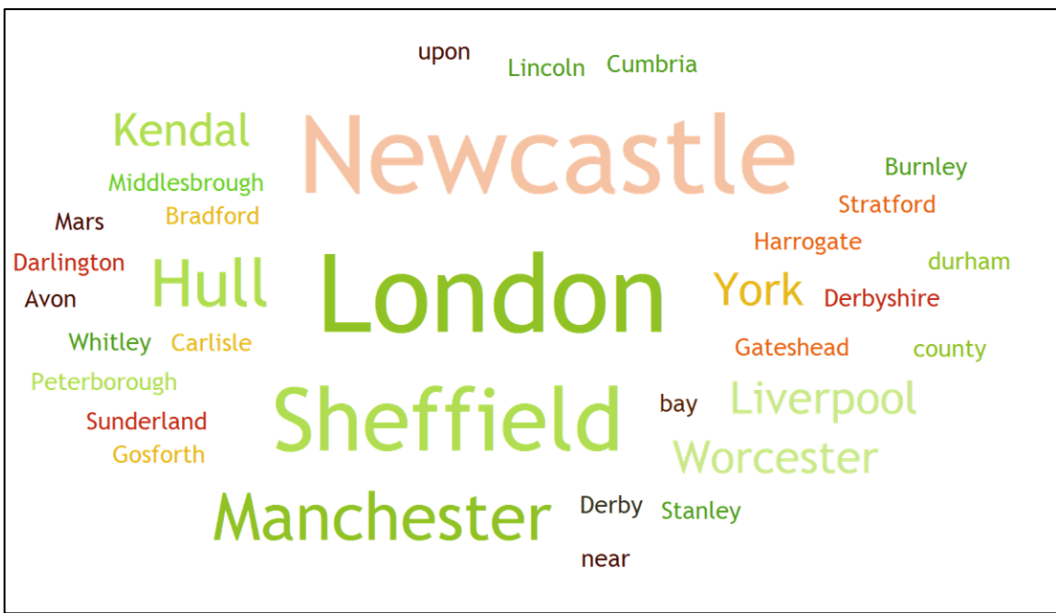 upon
Lincoln
Cumbria
Kendal
Newcastle
Burnley
Middlesbrough
Stratford
Mars
Bradford
Harrogate
Darlington
durham
Hull
London
York
Derbyshire
Avon
Whitley
Carlisle
Gateshead
county
Peterborough
Sheffield
bay
Liverpool
Sunderland
Gosforth
Worcester
Manchester
Derby
Stanley
near